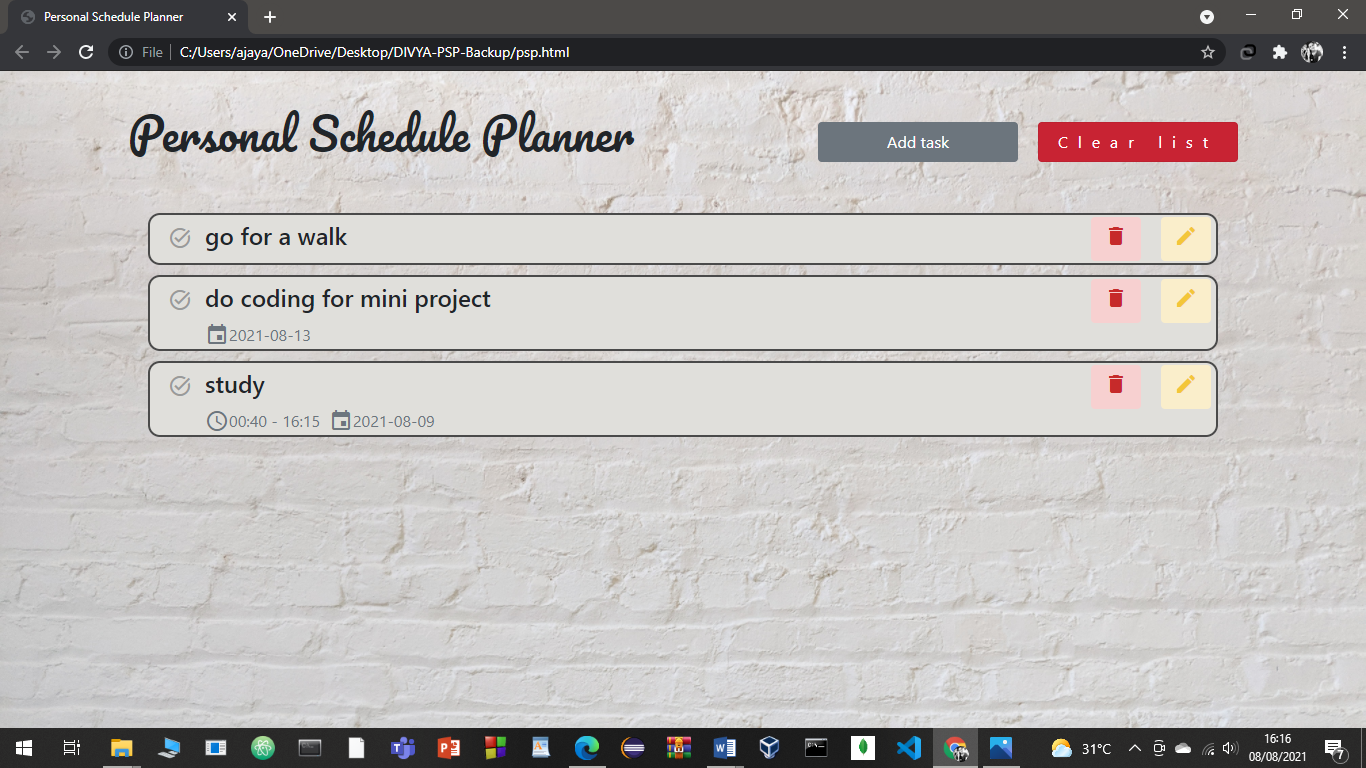 Personal Schedule Planner
File C:/Users/ajaya/OneDrive/Desktop/DIVYA-PSP-Backup/psp.html
Personal Schedule Planner
Add task
Clear list
go for a walk
do coding for mini project
2021-08-13
study
00:40 - 16:15 2021-08-09
31°C
16:16
08/08/2021
7